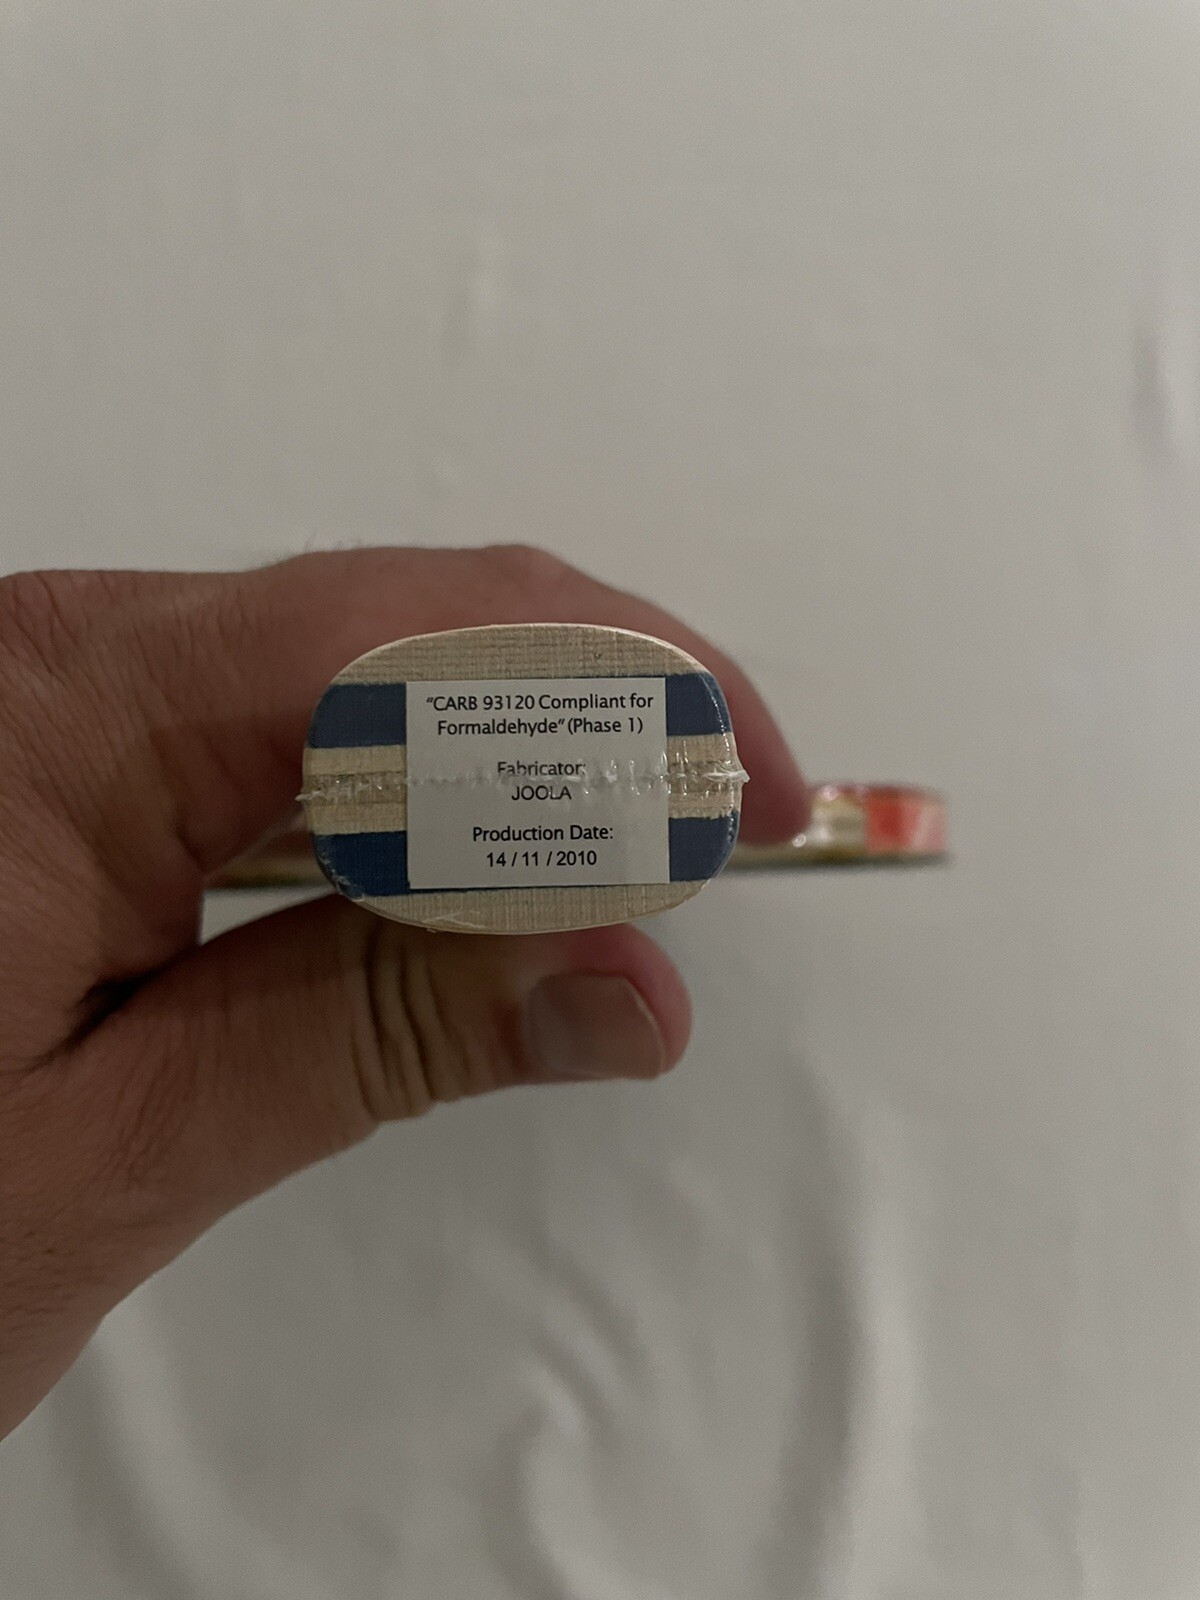 "CARB 93120 Compliant for
Formaldehyde" (Phase 1)
Fabricator:
JOOLA
Production Date:
14 / 11 / 2010